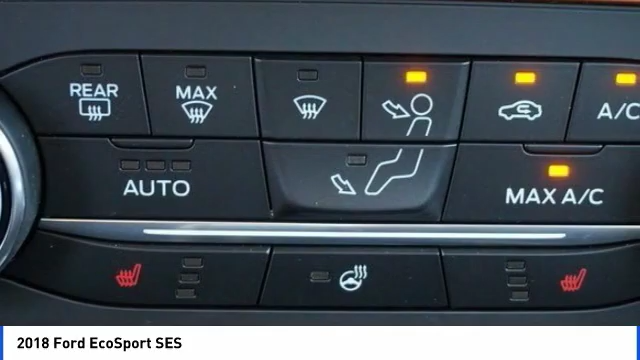 REAR
MAX
A/C
AUTO
MAX A/C
2018 Ford EcoSport SES